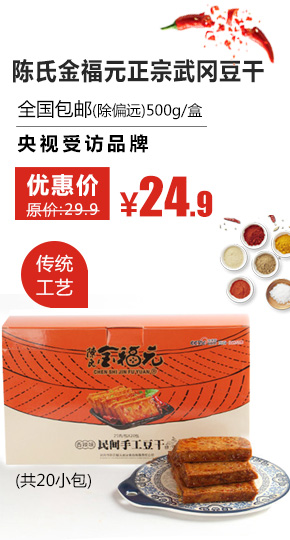 陈氏金福元正宗武冈豆干
全国包邮(除偏远)500g/盒
央视受访品牌
优惠价
原价:29.9
¥24.9
传统
工艺
陈氏金福元
CHEN SHI JIN FU YUAN
民间手工豆干
(共20小包)